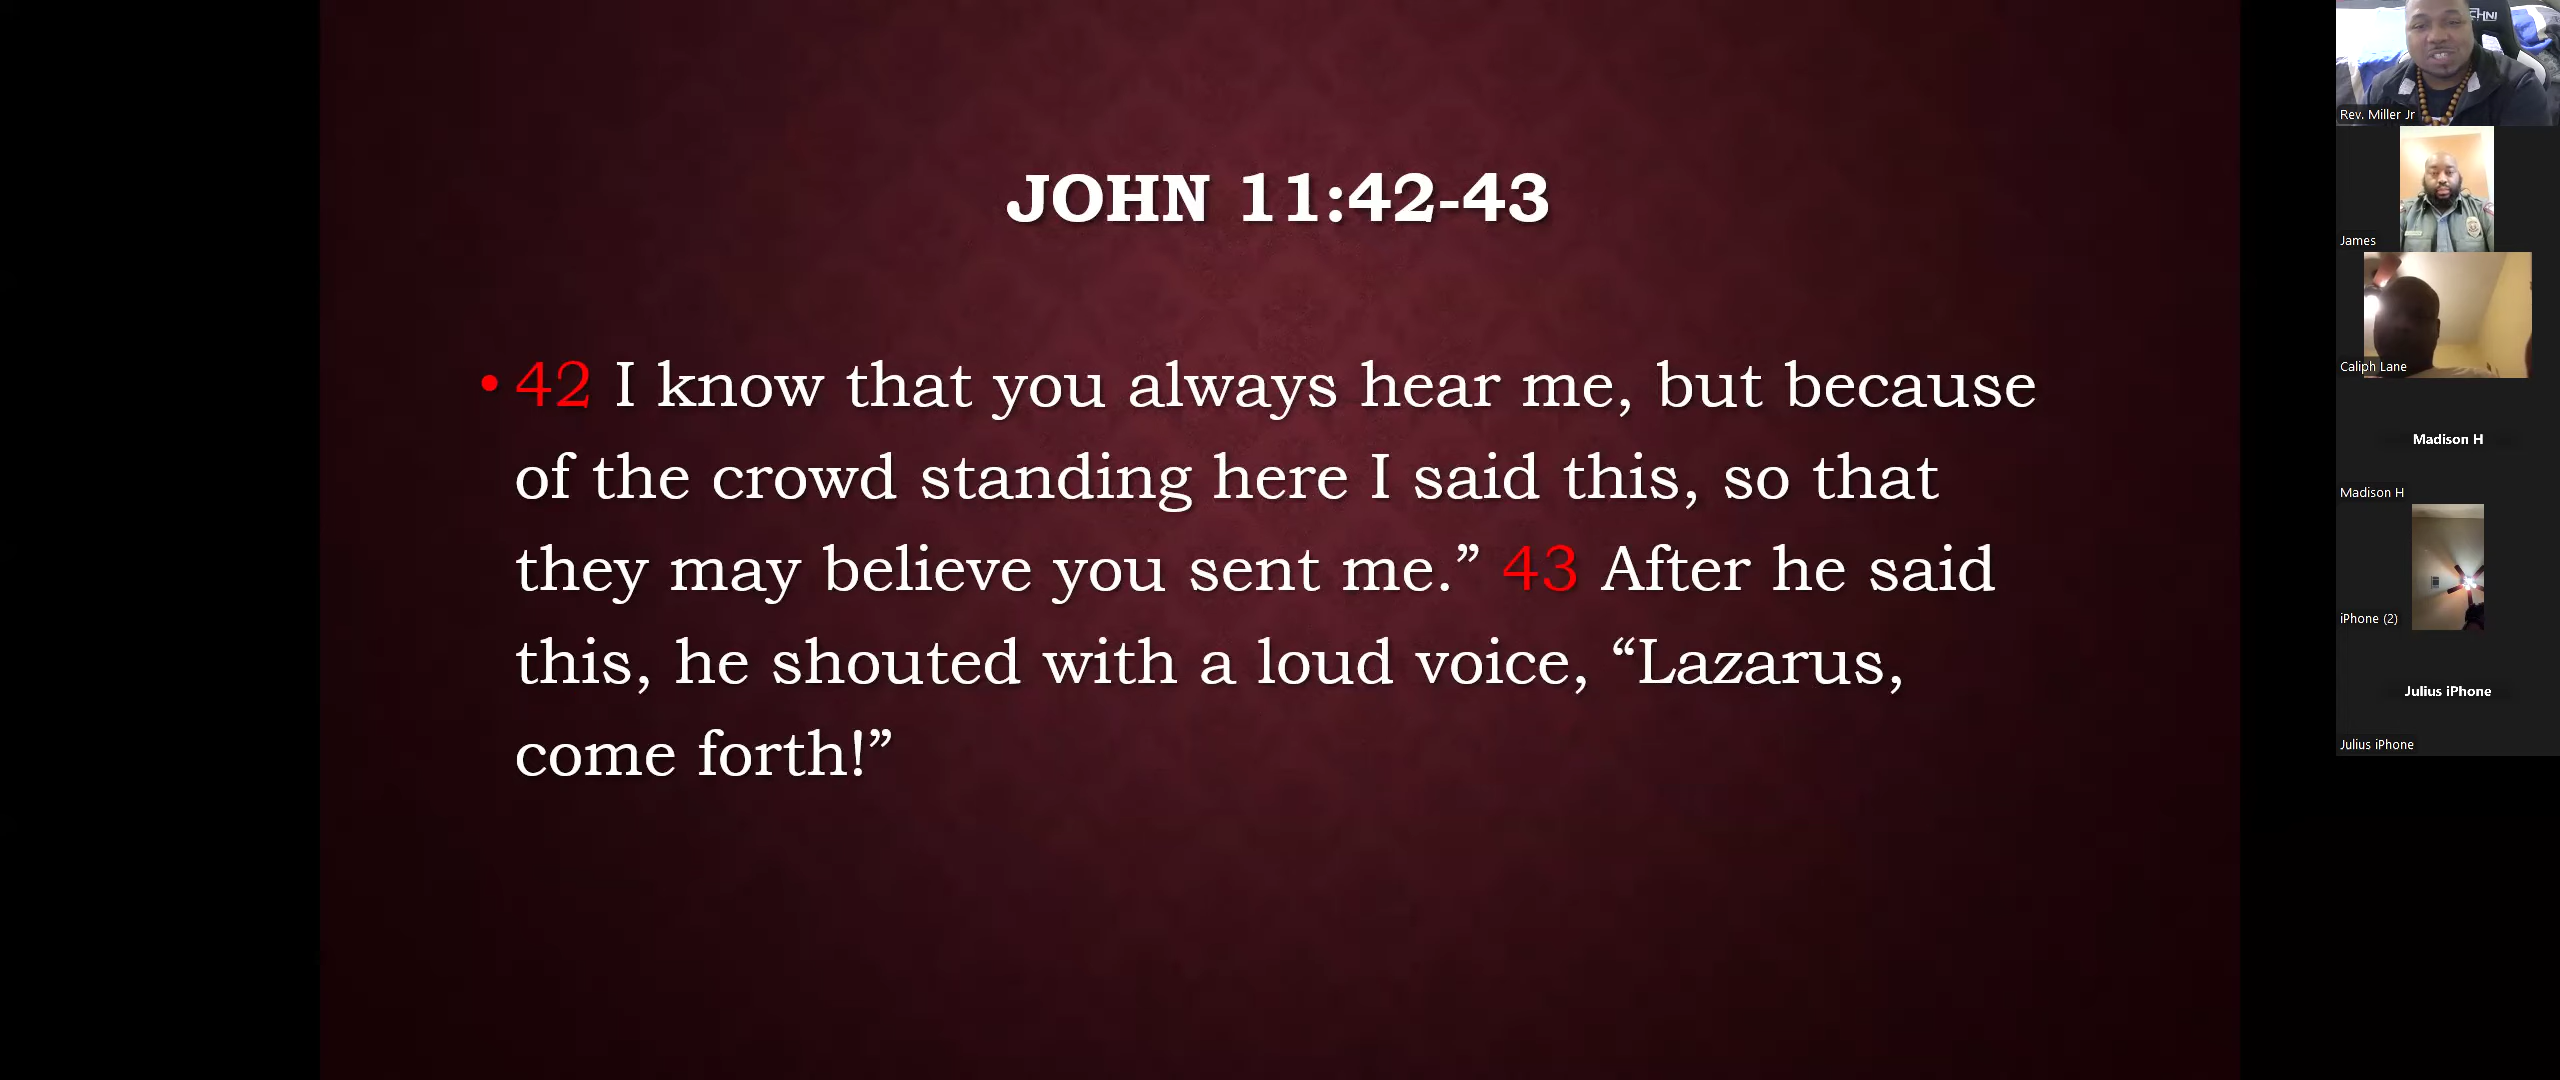 JOHN 11:42-43
• 42 I know that you always hear me, but because
of the crowd standing here I said this, so that
they may believe you sent me.” 43 After he said
this, he shouted with a loud voice, “Lazarus,
come forth!”
Rev. Miller Jr
James
Caliph Lane
Madison H
Madison H
iPhone (2)
Julius iPhone
Julius iPhone